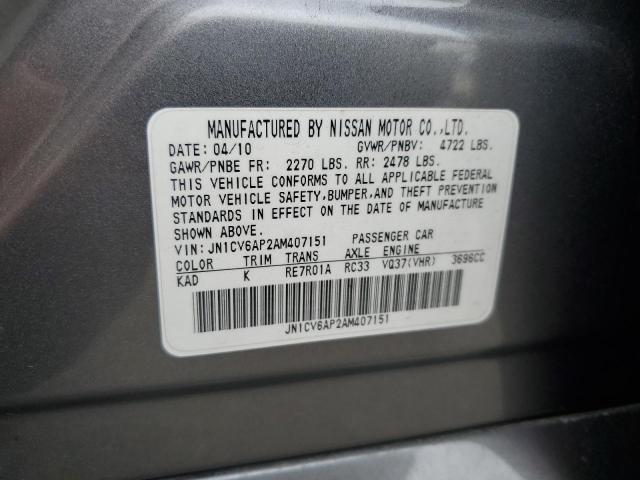 MANUFACTURED BY NISSAN MOTOR CO.,LTD.
DATE: 04/10 GVWR/PNBV: 4722 LBS.
GAWR/PNBE FR: 2270 LBS. RR: 2478 LBS.
THIS VEHICLE CONFORMS TO ALL APPLICABLE FEDERAL
MOTOR VEHICLE SAFETY, BUMPER, AND THEFT PREVENTION
STANDARDS IN EFFECT ON THE DATE OF MANUFACTURE
SHOWN ABOVE.
VIN: JN1CV6AP2AM407151 PASSENGER CAR
COLOR TRIM TRANS AXLE ENGINE
KAD K RE7R01A RC33 VQ37(VHR) 3696CC
JN1CV6AP2AM407151